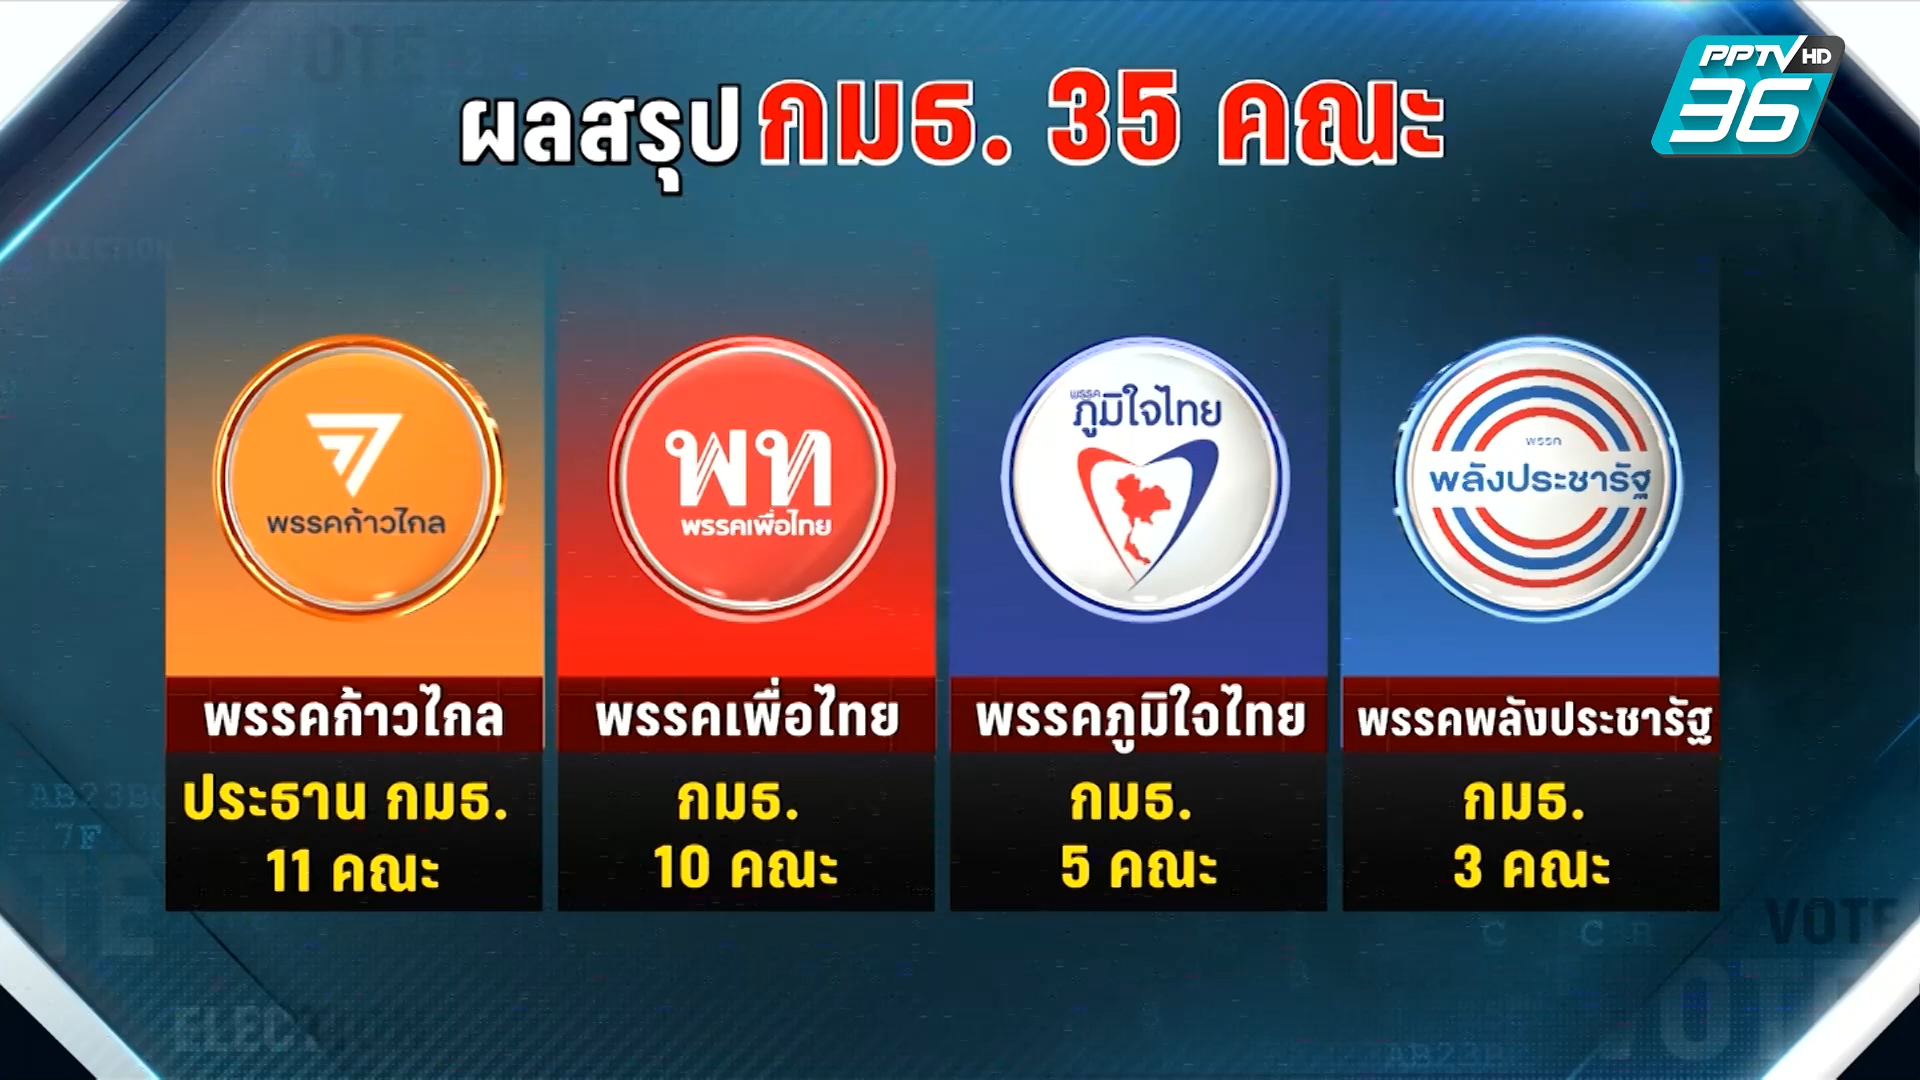 PPTV HD
36
ผลสรุป กมธ. 35 คณะ
พรรคก้าวไกล
พท
พรรคเพื่อไทย
พรรค
ภูมิใจไทย
พรรค
พลังประชารัฐ
พรรคก้าวไกล
พรรคเพื่อไทย
พรรคภูมิใจไทย
พรรคพลังประชารัฐ
ประธาน กมธ.
11 คณะ
กมธ.
10 คณะ
กมธ.
5 คณะ
กมธ.
3 คณะ
VOTE
ELECTION
VOTE